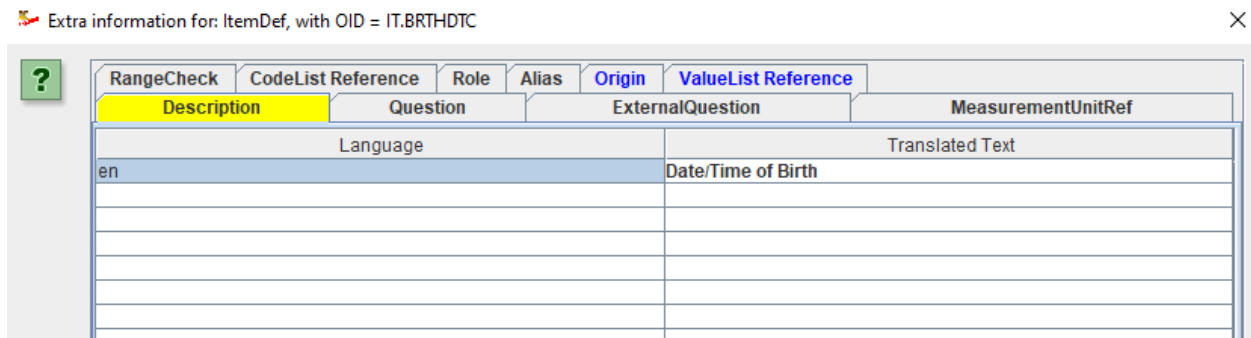 Extra information for: ItemDef, with OID = IT.BRTHDTC
?
RangeCheck CodeList Reference Role Alias Origin ValueList Reference
Description Question ExternalQuestion MeasurementUnitRef
Language Translated Text
en Date/Time of Birth